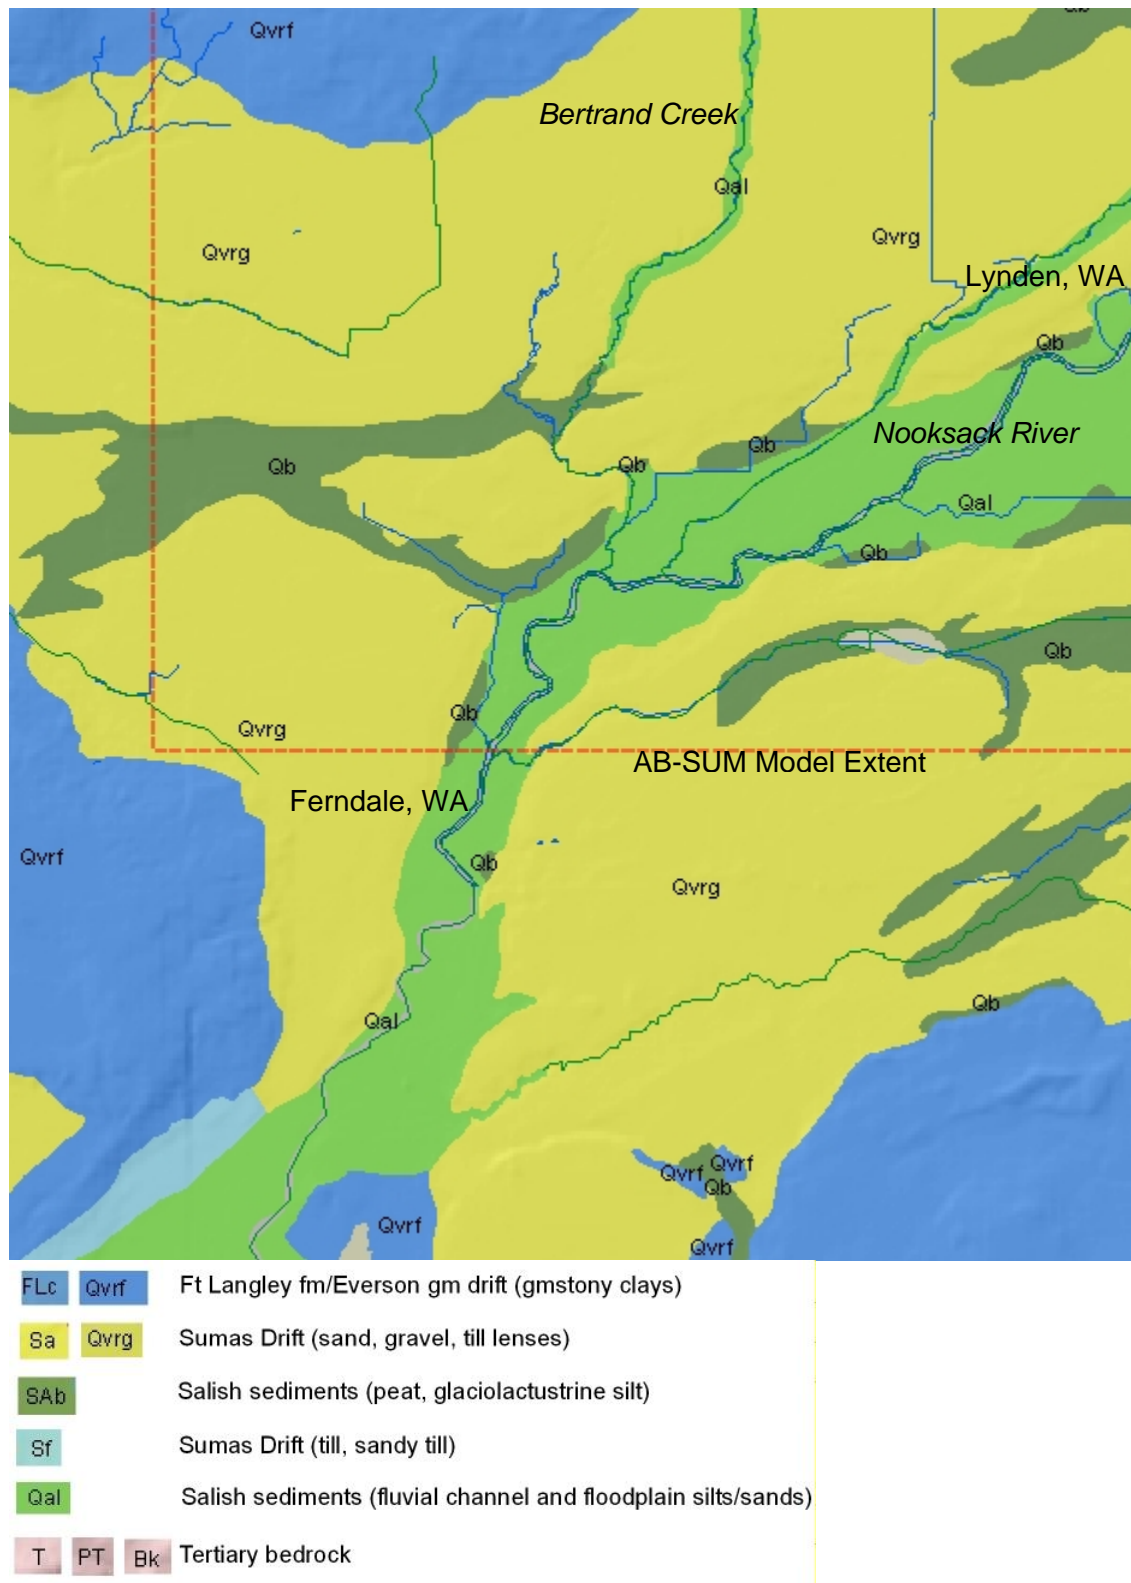 Qb
Qvrf
Bertrand Creek
Qal
Qvrg
Qvrg
Lynden, WA
Qb
Nooksack River
Qb
Qb
Qb
Qal
Qb
Qb
Qb
Qvrg
AB-SUM Model Extent
Ferndale, WA
Qvrf
Qb
Qvrg
Qb
Qal
Qvrf
Qvrf
Qb
Qvrf
Qvrf
FLc Qvrf Ft Langley fm/Everson gm drift (gmstony clays)
Sa Qvrg Sumas Drift (sand, gravel, till lenses)
SAb Salish sediments (peat, glaciolactustrine silt)
Sf Sumas Drift (till, sandy till)
Qal Salish sediments (fluvial channel and floodplain silts/sands)
T PT Bk Tertiary bedrock